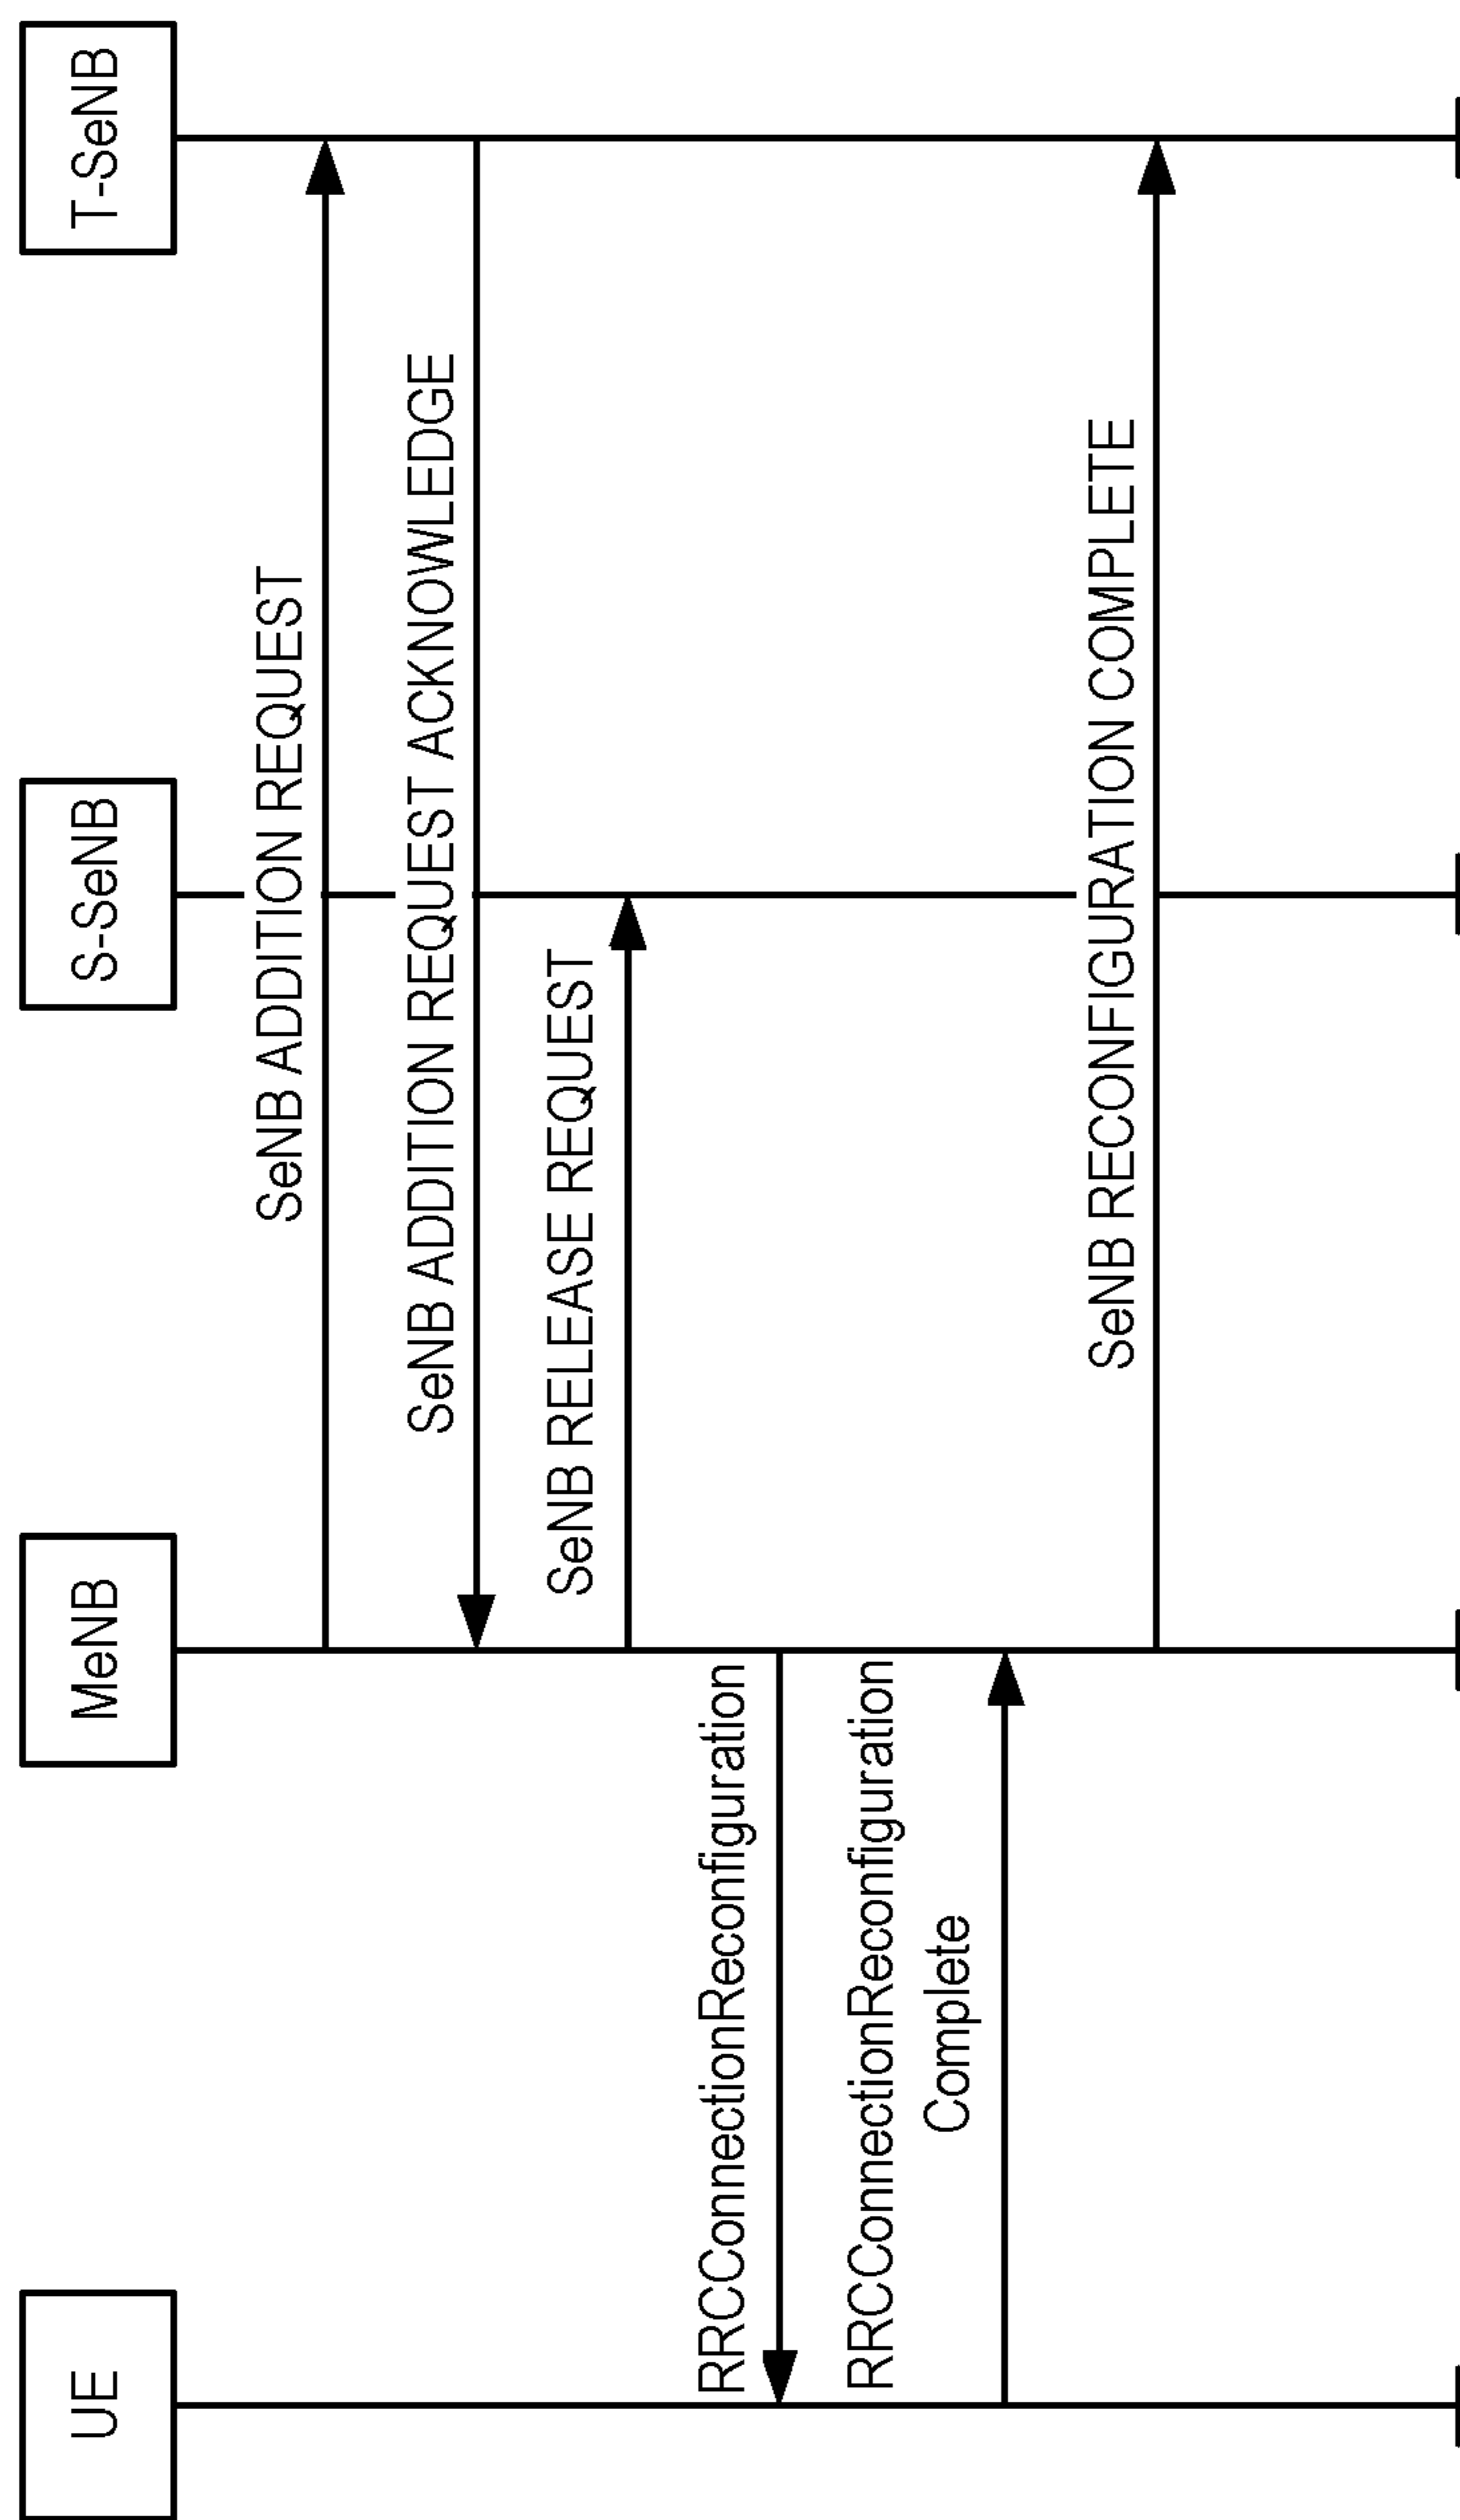 UE
MeNB
S-SeNB
T-SeNB
SeNB ADDITION REQUEST
SeNB ADDITION REQUEST ACKNOWLEDGE
SeNB RELEASE REQUEST
RRCConnectionReconfiguration
RRCConnectionReconfiguration
Complete
SeNB RECONFIGURATION COMPLETE